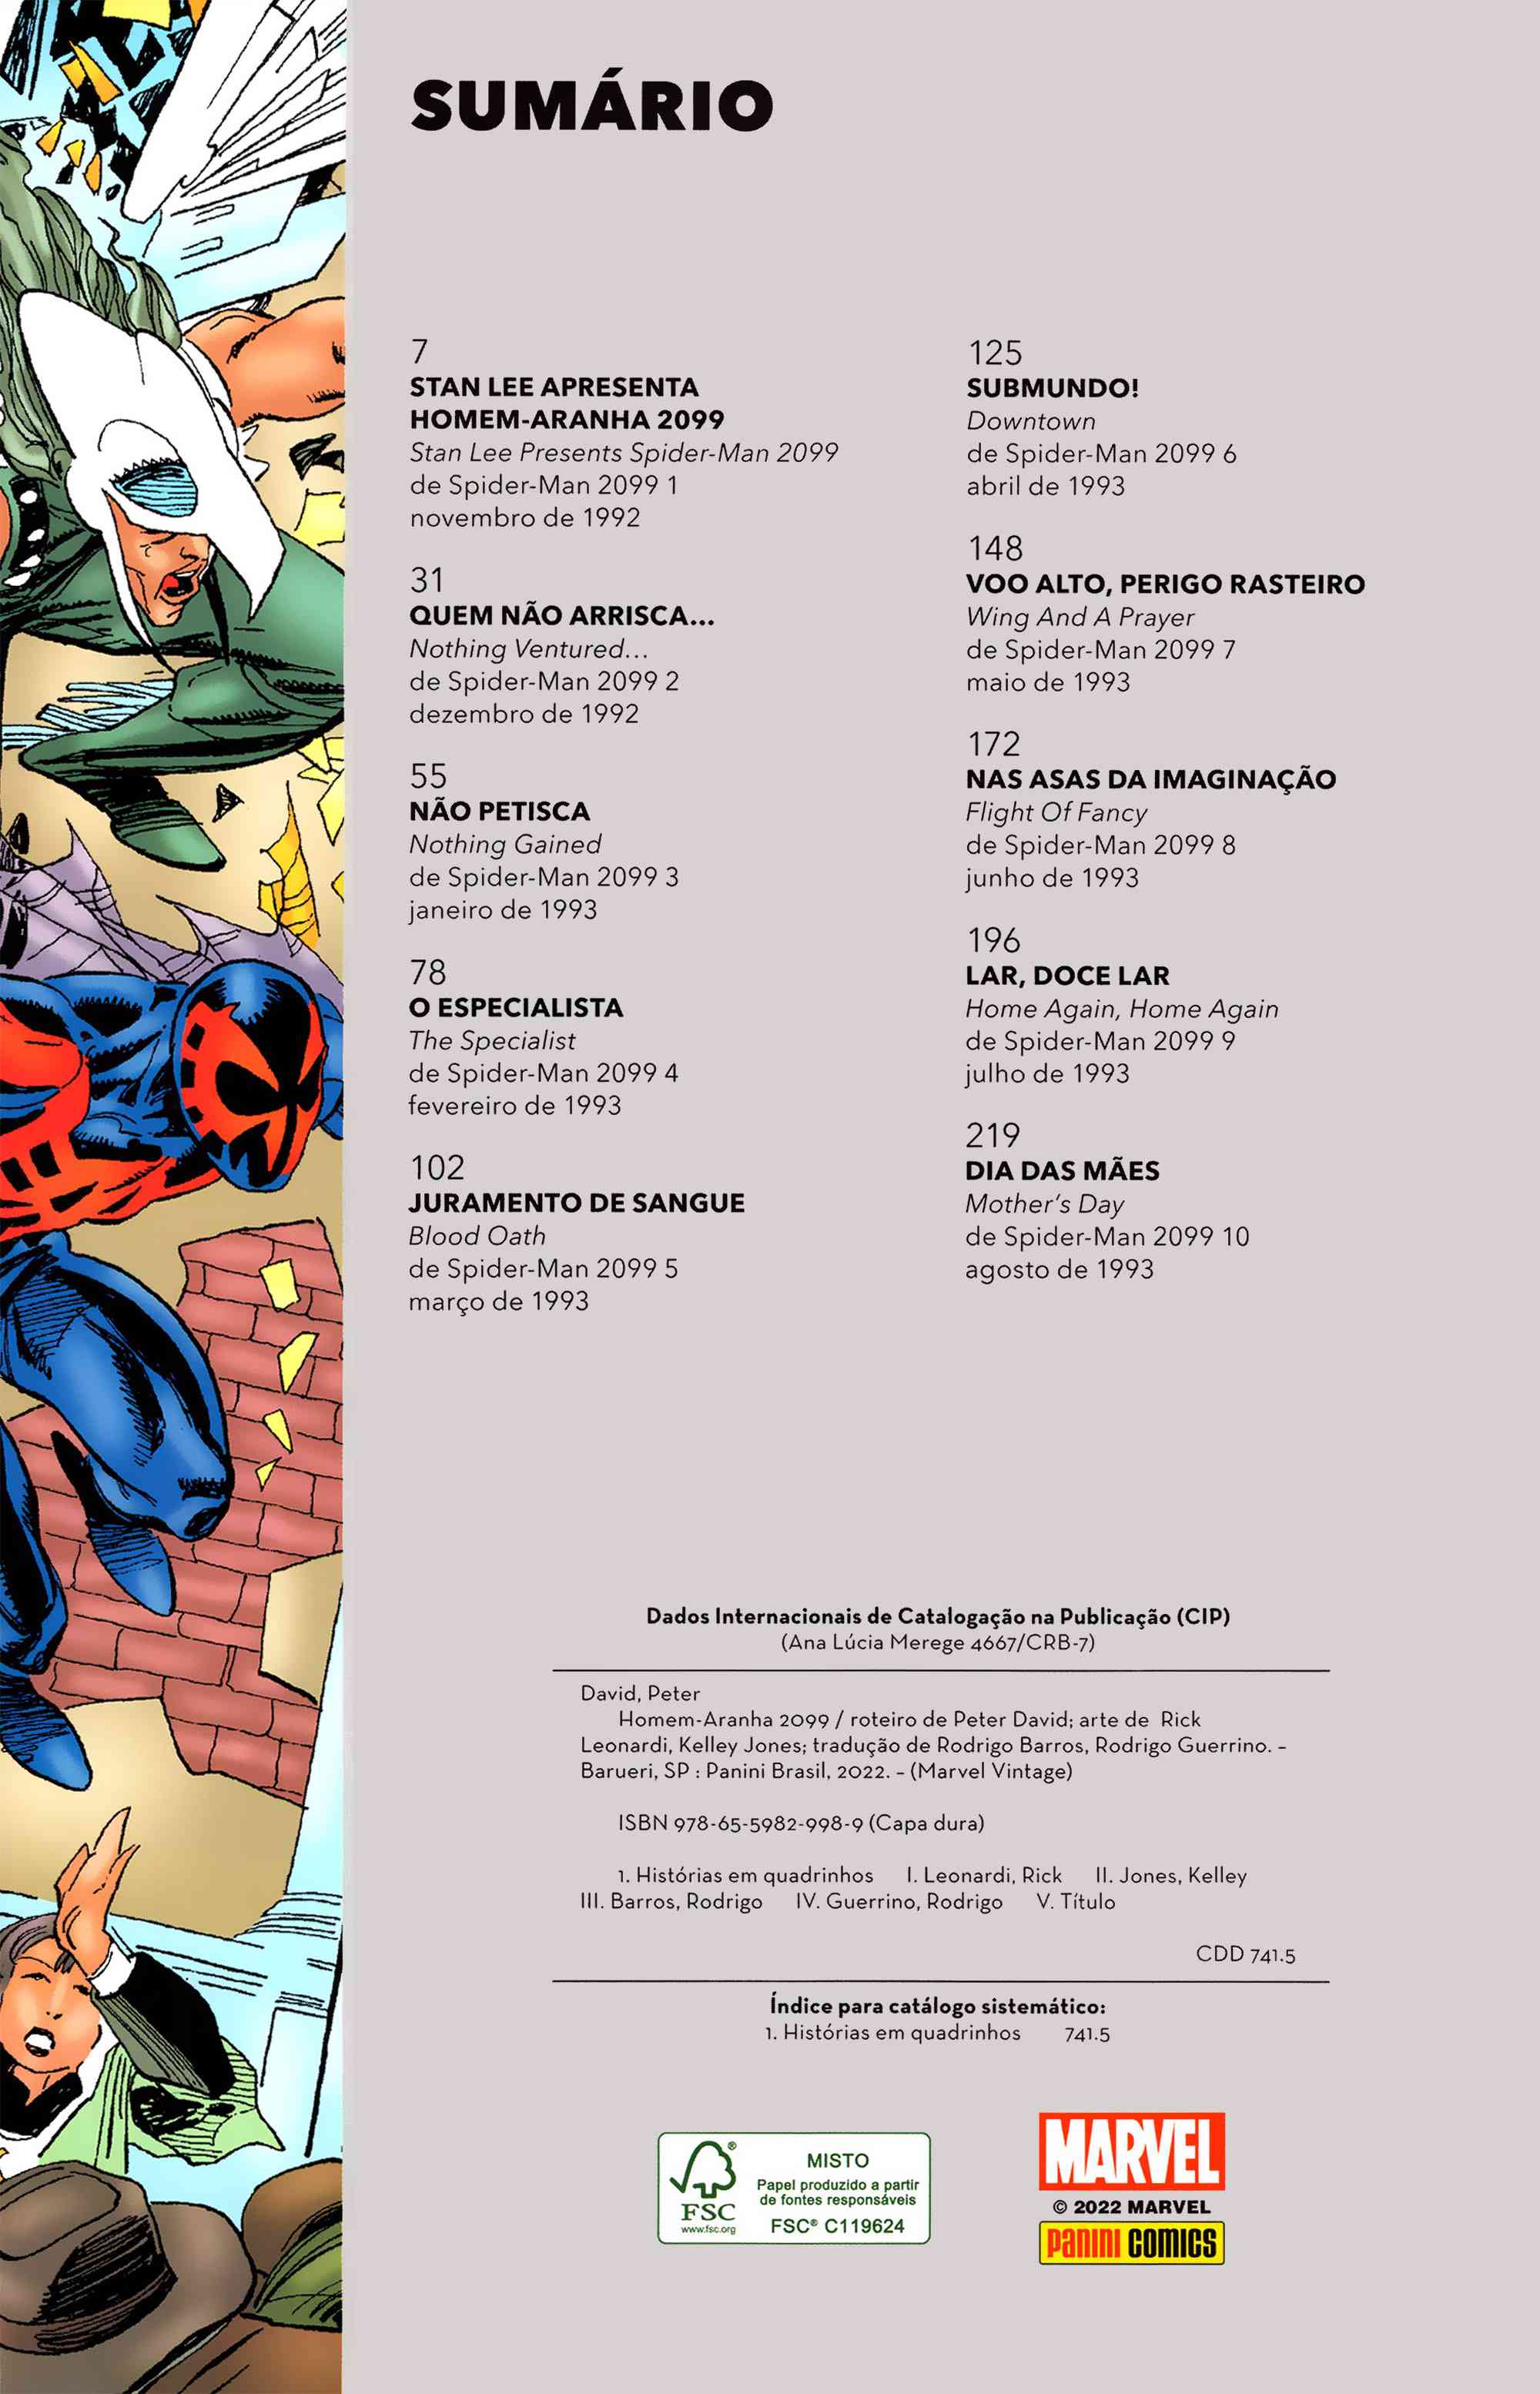 SUMÁRIO
7
STAN LEE APRESENTA
HOMEM-ARANHA 2099
Stan Lee Presents Spider-Man 2099
de Spider-Man 2099 1
novembro de 1992
31
QUEM NÃO ARRISCA...
Nothing Ventured...
de Spider-Man 2099 2
dezembro de 1992
55
NÃO PETISCA
Nothing Gained
de Spider-Man 2099 3
janeiro de 1993
78
O ESPECIALISTA
The Specialist
de Spider-Man 2099 4
fevereiro de 1993
102
JURAMENTO DE SANGUE
Blood Oath
de Spider-Man 2099 5
março de 1993
125
SUBMUNDO!
Downtown
de Spider-Man 2099 6
abril de 1993
148
VOO ALTO, PERIGO RASTEIRO
Wing And A Prayer
de Spider-Man 2099 7
maio de 1993
172
NAS ASAS DA IMAGINAÇÃO
Flight Of Fancy
de Spider-Man 2099 8
junho de 1993
196
LAR, DOCE LAR
Home Again, Home Again
de Spider-Man 2099 9
julho de 1993
219
DIA DAS MÃES
Mother's Day
de Spider-Man 2099 10
agosto de 1993
Dados Internacionais de Catalogação na Publicação (CIP)
(Ana Lúcia Merege 4667/CRB-7)
David, Peter
Homem-Aranha 2099 / roteiro de Peter David; arte de Rick
Leonardi, Kelley Jones; tradução de Rodrigo Barros, Rodrigo Guerrino. –
Barueri, SP : Panini Brasil, 2022. – (Marvel Vintage)
ISBN 978-65-5982-998-9 (Capa dura)
1. Histórias em quadrinhos I. Leonardi, Rick II. Jones, Kelley
III. Barros, Rodrigo IV. Guerrino, Rodrigo V. Título
CDD 741.5
Índice para catálogo sistemático:
1. Histórias em quadrinhos 741.5
®
FSC
www.fsc.org
MISTO
Papel produzido a partir
de fontes responsáveis
FSC® C119624
MARVEL
© 2022 MARVEL
PANINI COMICS